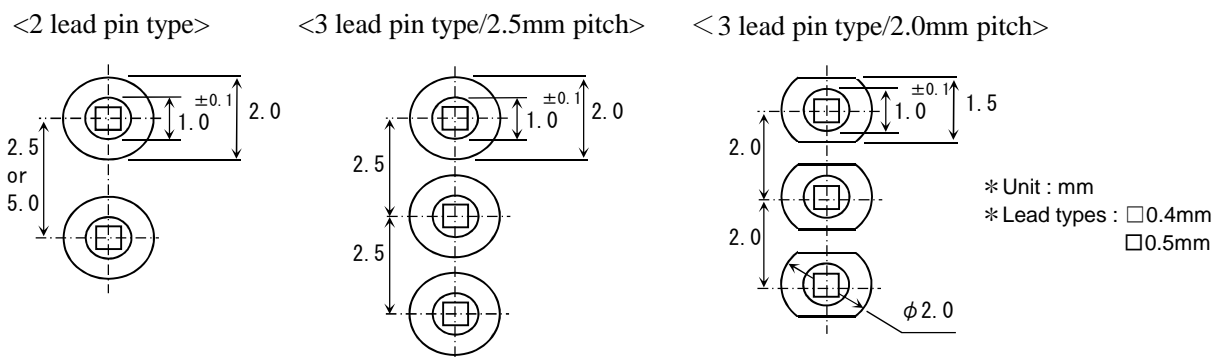 <2 lead pin type>
2.5
or
5.0
1.0
±0.1
2.0
<3 lead pin type/2.5mm pitch>
2.5
2.5
1.0
±0.1
2.0
＜3 lead pin type/2.0mm pitch>
2.0
2.0
1.0
±0.1
1.5
φ2.0
＊Unit : mm
＊Lead types : □0.4mm
□0.5mm